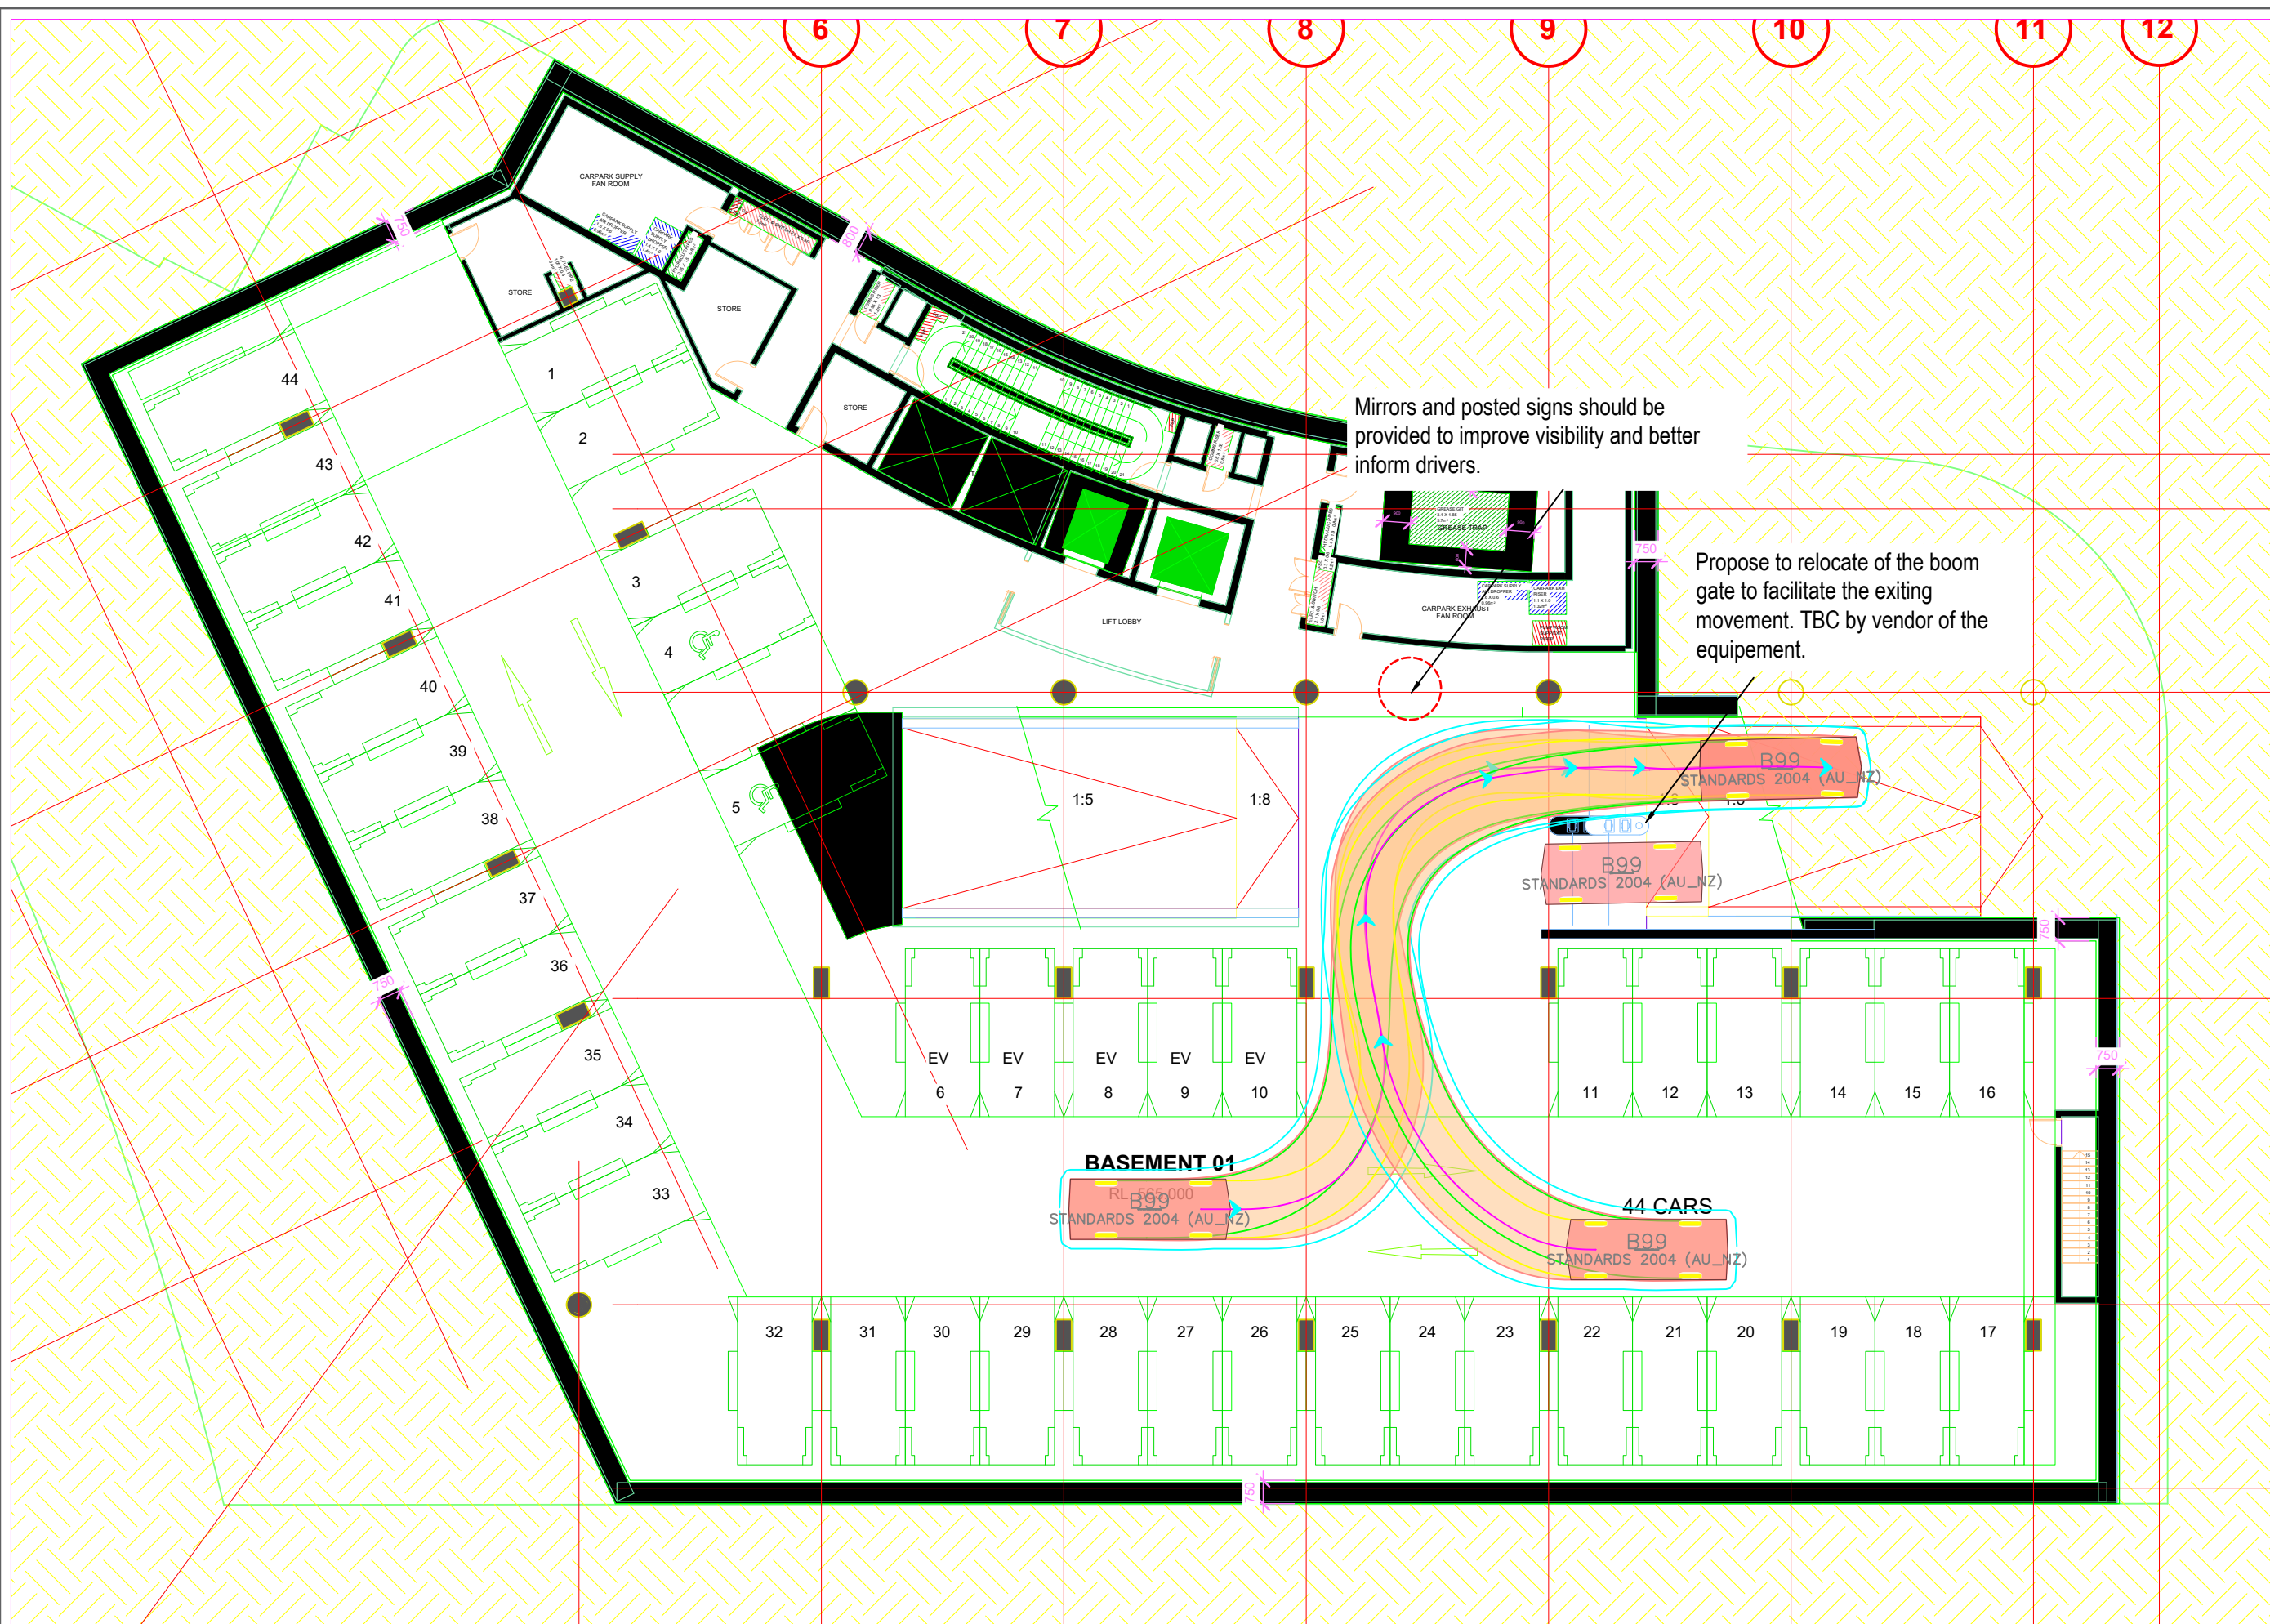 6
7
8
9
10
11
12
CARPARK SUPPLY
FAN ROOM
750
800
STORE
STORE
STORE
LIFT LOBBY
Mirrors and posted signs should be
provided to improve visibility and better
inform drivers.
GREASE TRAP
750
CARPARK EXHAUST
FAN ROOM
Propose to relocate of the boom
gate to facilitate the exiting
movement. TBC by vendor of the
equipement.
44
43
42
41
40
39
38
37
36
35
34
33
1
2
3
4
5
1:5
1:8
B99
STANDARDS 2004 (AU_NZ)
B99
STANDARDS 2004 (AU_NZ)
750
750
750
EV
EV
EV
EV
EV
6
7
8
9
10
11
12
13
14
15
16
BASEMENT 01
RL 565.000
B99
STANDARDS 2004 (AU_NZ)
44 CARS
B99
STANDARDS 2004 (AU_NZ)
32
31
30
29
28
27
26
25
24
23
22
21
20
19
18
17
750